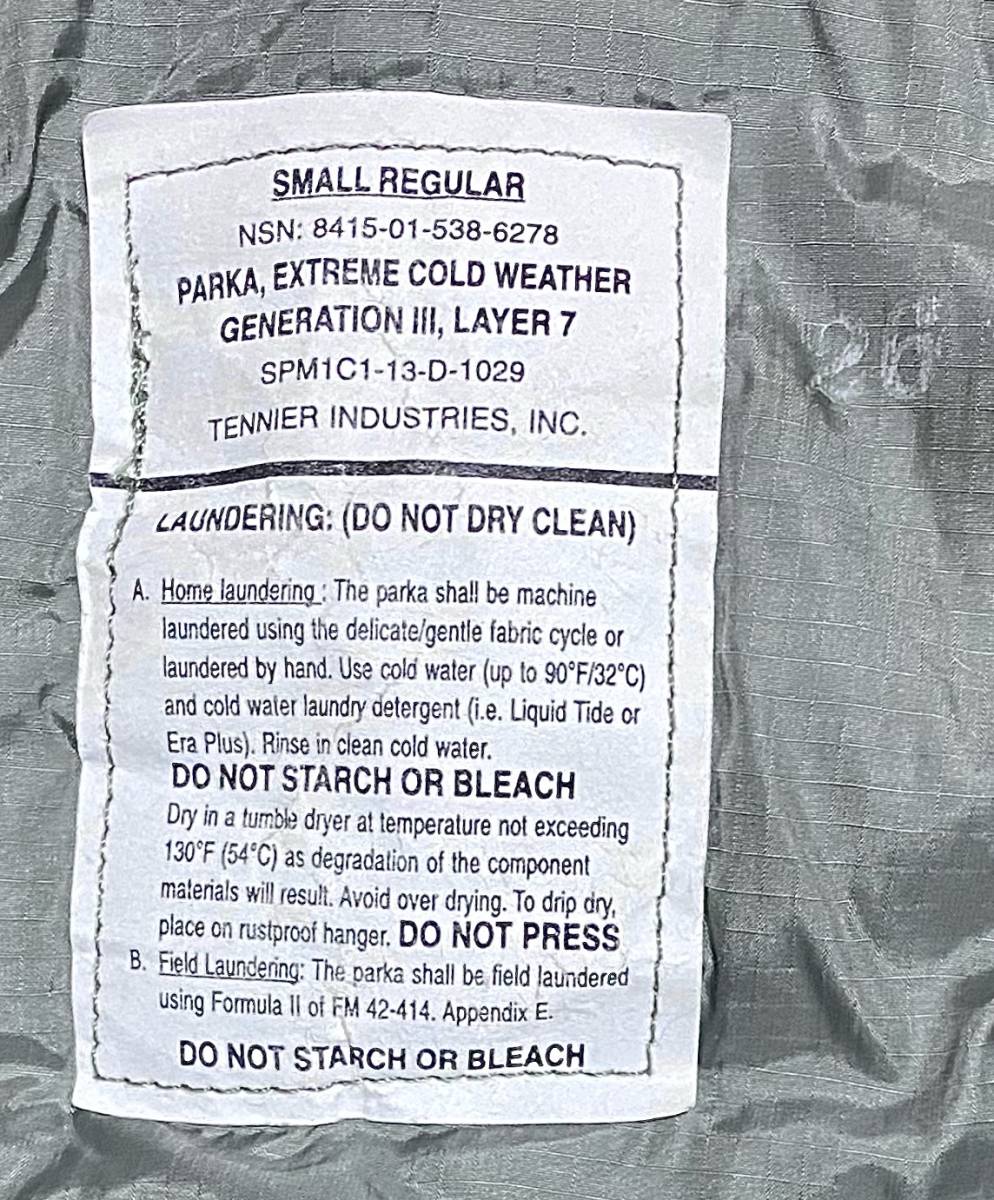 SMALL REGULAR
NSN: 8415-01-538-6278
PARKA, EXTREME COLD WEATHER
GENERATION III, LAYER 7
SPM1C1-13-D-1029
TENNIER INDUSTRIES, INC.
LAUNDERING: (DO NOT DRY CLEAN)
A. Home laundering : The parka shall be machine
laundered using the delicate/gentle fabric cycle or
laundered by hand. Use cold water (up to 90°F/32°C)
and cold water laundry detergent (i.e. Liquid Tide or
Era Plus). Rinse in clean cold water.
DO NOT STARCH OR BLEACH
Dry in a tumble dryer at temperature not exceeding
130°F (54°C) as degradation of the component
materials will result. Avoid over drying. To drip dry,
place on rustproof hanger. DO NOT PRESS
B. Field Laundering: The parka shall be field laundered
using Formula II of FM 42-414. Appendix E.
DO NOT STARCH OR BLEACH